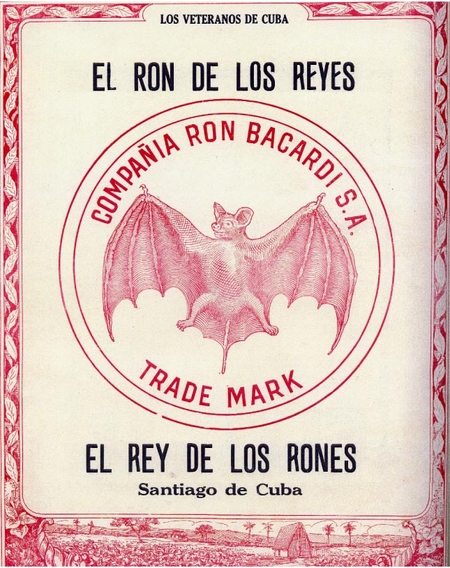 LOS VETERANOS DE CUBA
EL RON DE LOS REYES
COMPAÑIA RON BACARDI S.A.
TRADE MARK
EL REY DE LOS RONES
Santiago de Cuba